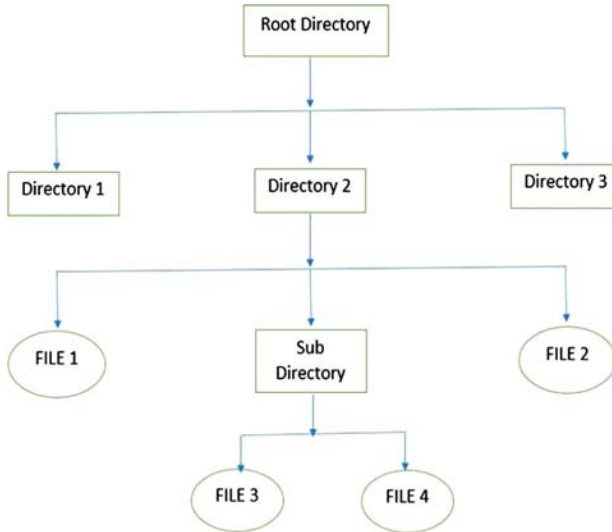 Root Directory
Directory 1
Directory 2
Directory 3
FILE 1
Sub
Directory
FILE 2
FILE 3
FILE 4